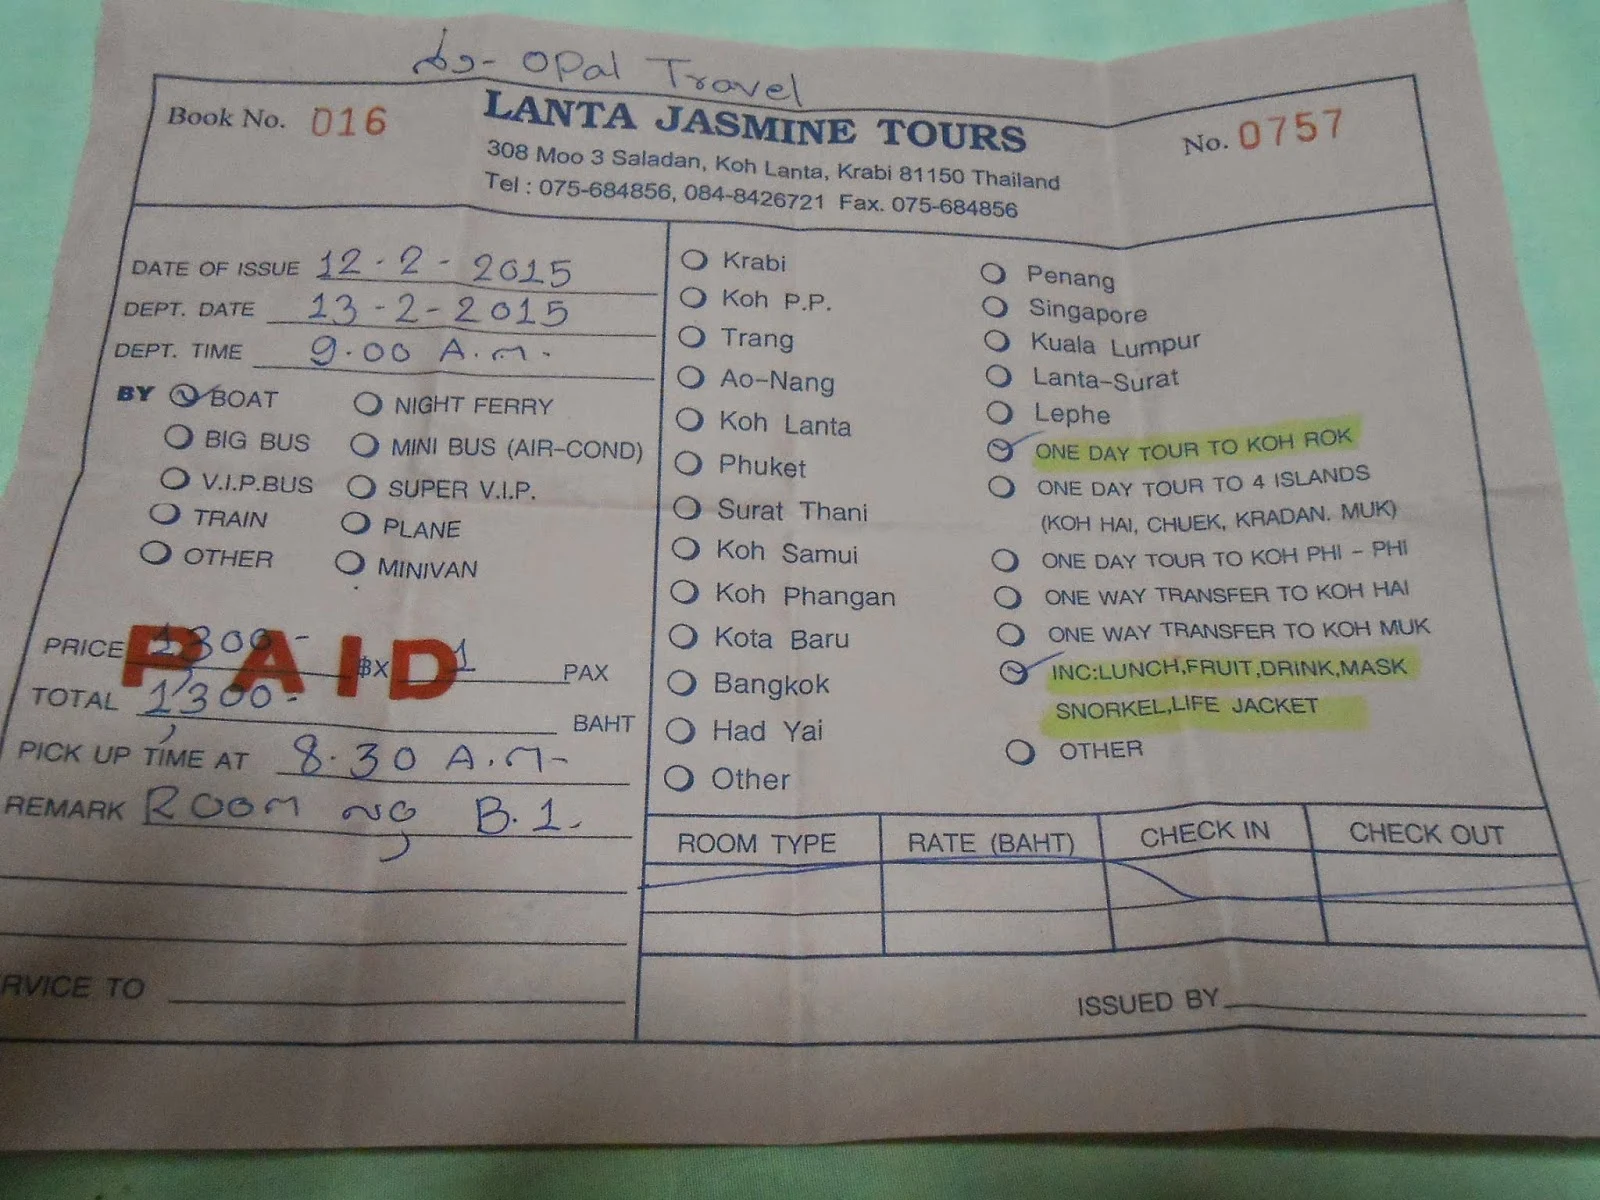 ส่ง - Opal Travel
Book No. 016
LANTA JASMINE TOURS
No. 0757
308 Moo 3 Saladan, Koh Lanta, Krabi 81150 Thailand
Tel : 075-684856, 084-8426721 Fax. 075-684856
DATE OF ISSUE 12-2-2015
DEPT. DATE 13-2-2015
DEPT. TIME 9.00 A.M.
BY BOAT
NIGHT FERRY
BIG BUS
MINI BUS (AIR-COND)
V.I.P.BUS
SUPER V.I.P.
TRAIN
PLANE
OTHER
MINIVAN
PRICE 1300- ฿X 1 PAX
PAID
TOTAL 1,300- BAHT
PICK UP TIME AT 8.30 A.M-
REMARK ROOM NO B.1.
RVICE TO
Krabi
Koh P.P.
Trang
Ao-Nang
Koh Lanta
Phuket
Surat Thani
Koh Samui
Koh Phangan
Kota Baru
Bangkok
Had Yai
Other
Penang
Singapore
Kuala Lumpur
Lanta-Surat
Lephe
ONE DAY TOUR TO KOH ROK
ONE DAY TOUR TO 4 ISLANDS
(KOH HAI, CHUEK, KRADAN. MUK)
ONE DAY TOUR TO KOH PHI - PHI
ONE WAY TRANSFER TO KOH HAI
ONE WAY TRANSFER TO KOH MUK
INC:LUNCH,FRUIT,DRINK,MASK
SNORKEL,LIFE JACKET
OTHER
ROOM TYPE RATE (BAHT) CHECK IN CHECK OUT
ISSUED BY